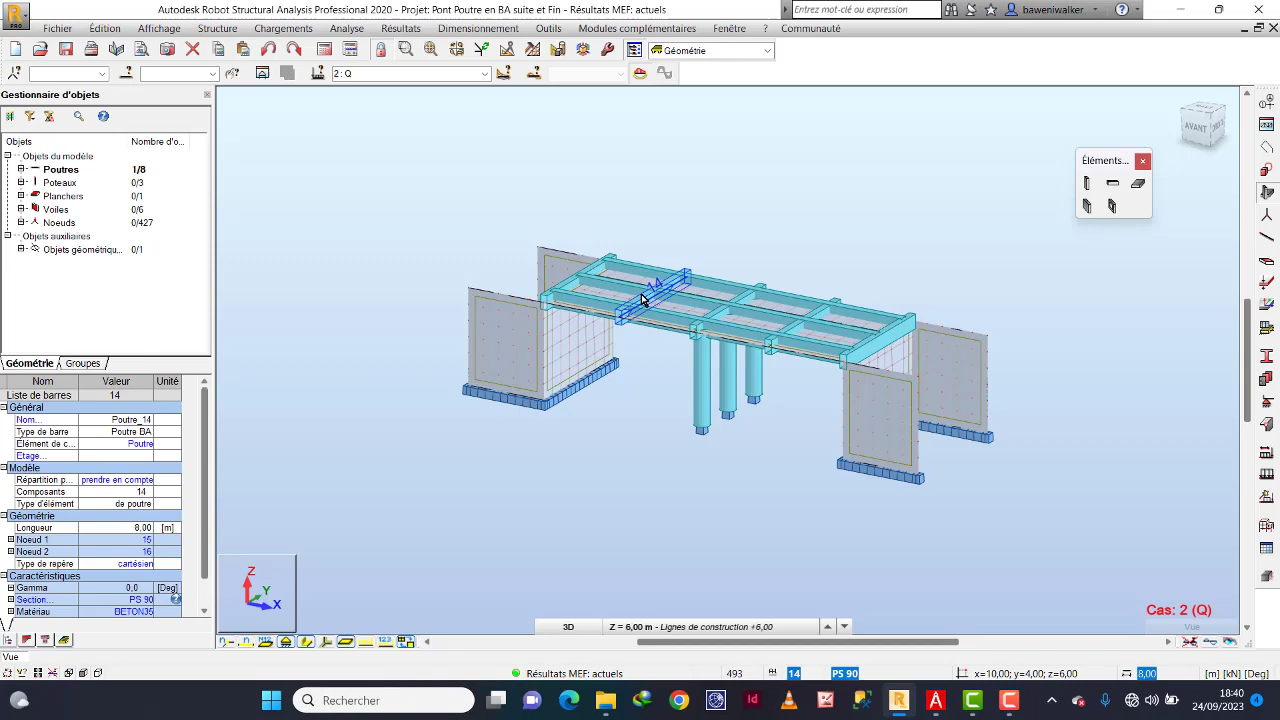 Autodesk Robot Structural Analysis Professional 2020 - Projet: Pont Poutre en BA suite et Fin - Résultats MEF: actuels
Entrez mot-clé ou expression
baweniwalker
PRO
Fichier Édition Affichage Structure Chargements Analyse Résultats Dimensionnement Outils Modules complémentaires Fenêtre Communauté
Géométrie
2 : Q
Gestionnaire d'objets
Objets Nombre d'o...
Objets du modèle
Poutres 1/8
Poteaux 0/3
Planchers 0/1
Voiles 0/6
Noeuds 0/427
Objets auxiliaires
Objets géométriqu... 0/1
Géométrie Groupes
Nom Valeur Unité
Liste de barres 14
Général
Nom... Poutre_14
Type de barre Poutre BA
Élément de c... Poutre
Etage...
Modèle
Répartition p... prendre en compte
Composants 14
Type d'élément de poutre
Géométrie
Longueur 8,00 [m]
Noeud 1 15
Noeud 2 16
Type de repère cartésien
Caractéristiques
Gamma 0,0 [Deg]
Section... PS 90
Matériau BETON35
AVANT
Éléments...
Z
Y
X
Cas: 2 (Q)
3D Z = 6,00 m - Lignes de construction +6,00
Vue
Vue
Résultats MEF: actuels 493 14 PS 90 x=10,00; y=4,00; z=6,00 8,00 [m] [kN] [Deg]
Rechercher
18:40
24/09/2023